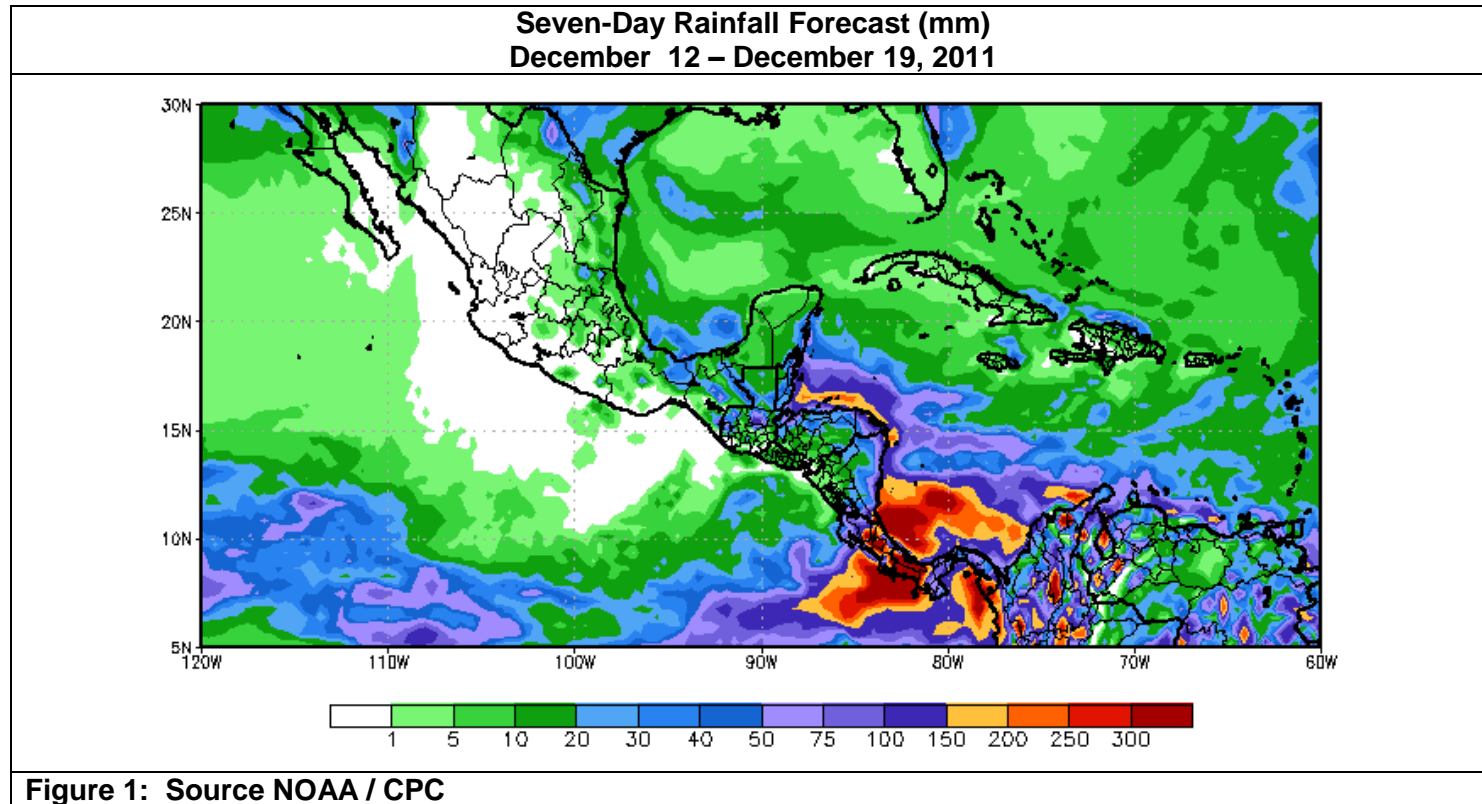 Seven-Day Rainfall Forecast (mm)
December 12 – December 19, 2011
30N
25N
20N
15N
10N
5N
120W 110W 100W 90W 80W 70W 60W
1 5 10 20 30 40 50 75 100 150 200 250 300
Figure 1: Source NOAA / CPC